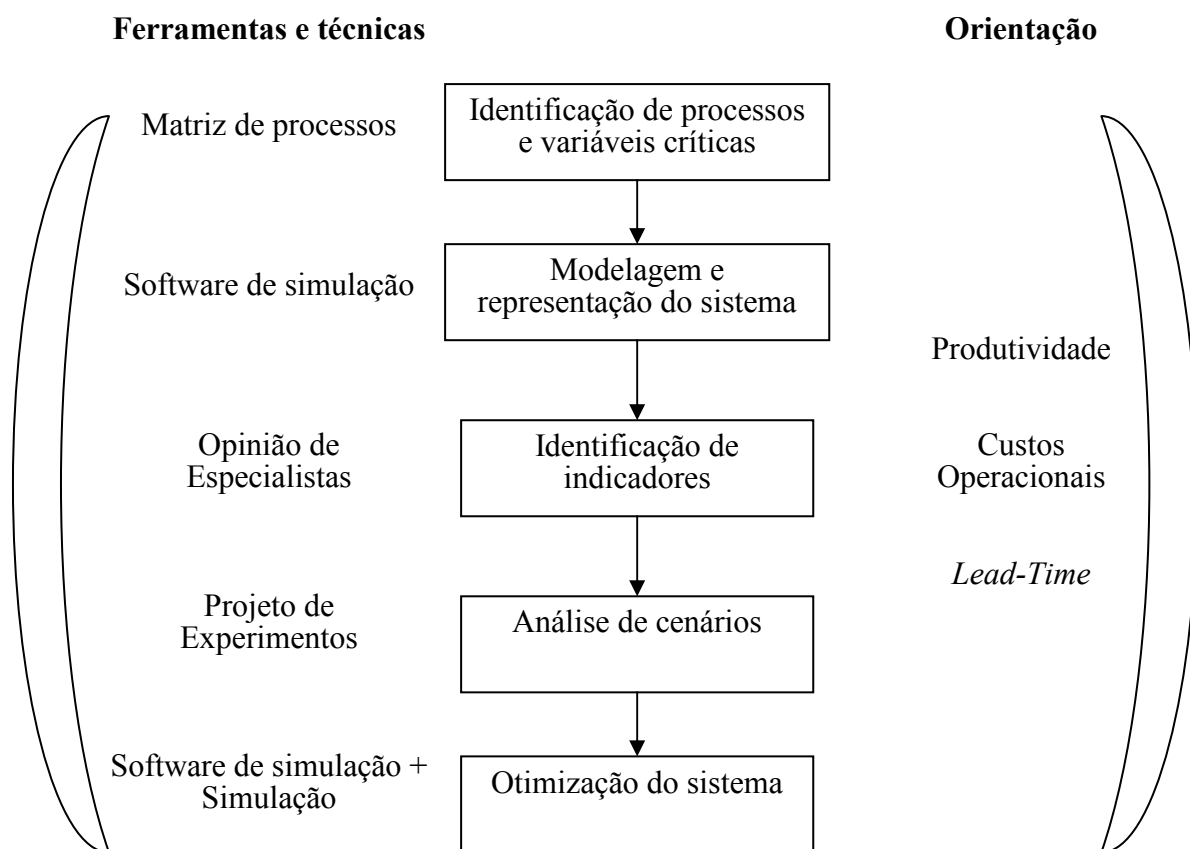 Ferramentas e técnicas
Orientação
Matriz de processos
Identificação de processos
e variáveis críticas
Software de simulação
Modelagem e
representação do sistema
Produtividade
Opinião de
Especialistas
Identificação de
indicadores
Custos
Operacionais
Lead-Time
Projeto de
Experimentos
Análise de cenários
Software de simulação +
Simulação
Otimização do sistema